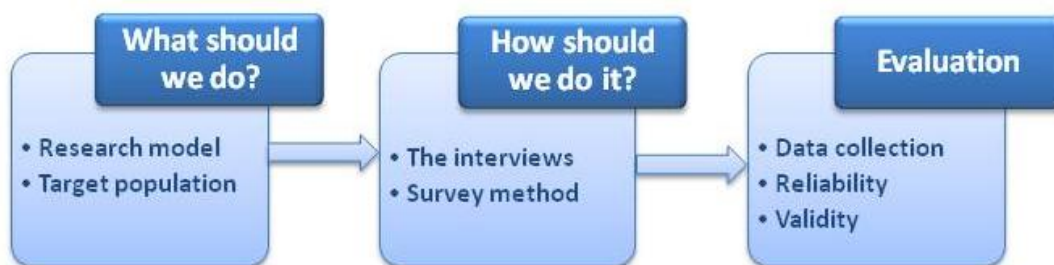 What should
we do?
• Research model
• Target population
How should
we do it?
• The interviews
• Survey method
Evaluation
• Data collection
• Reliability
• Validity